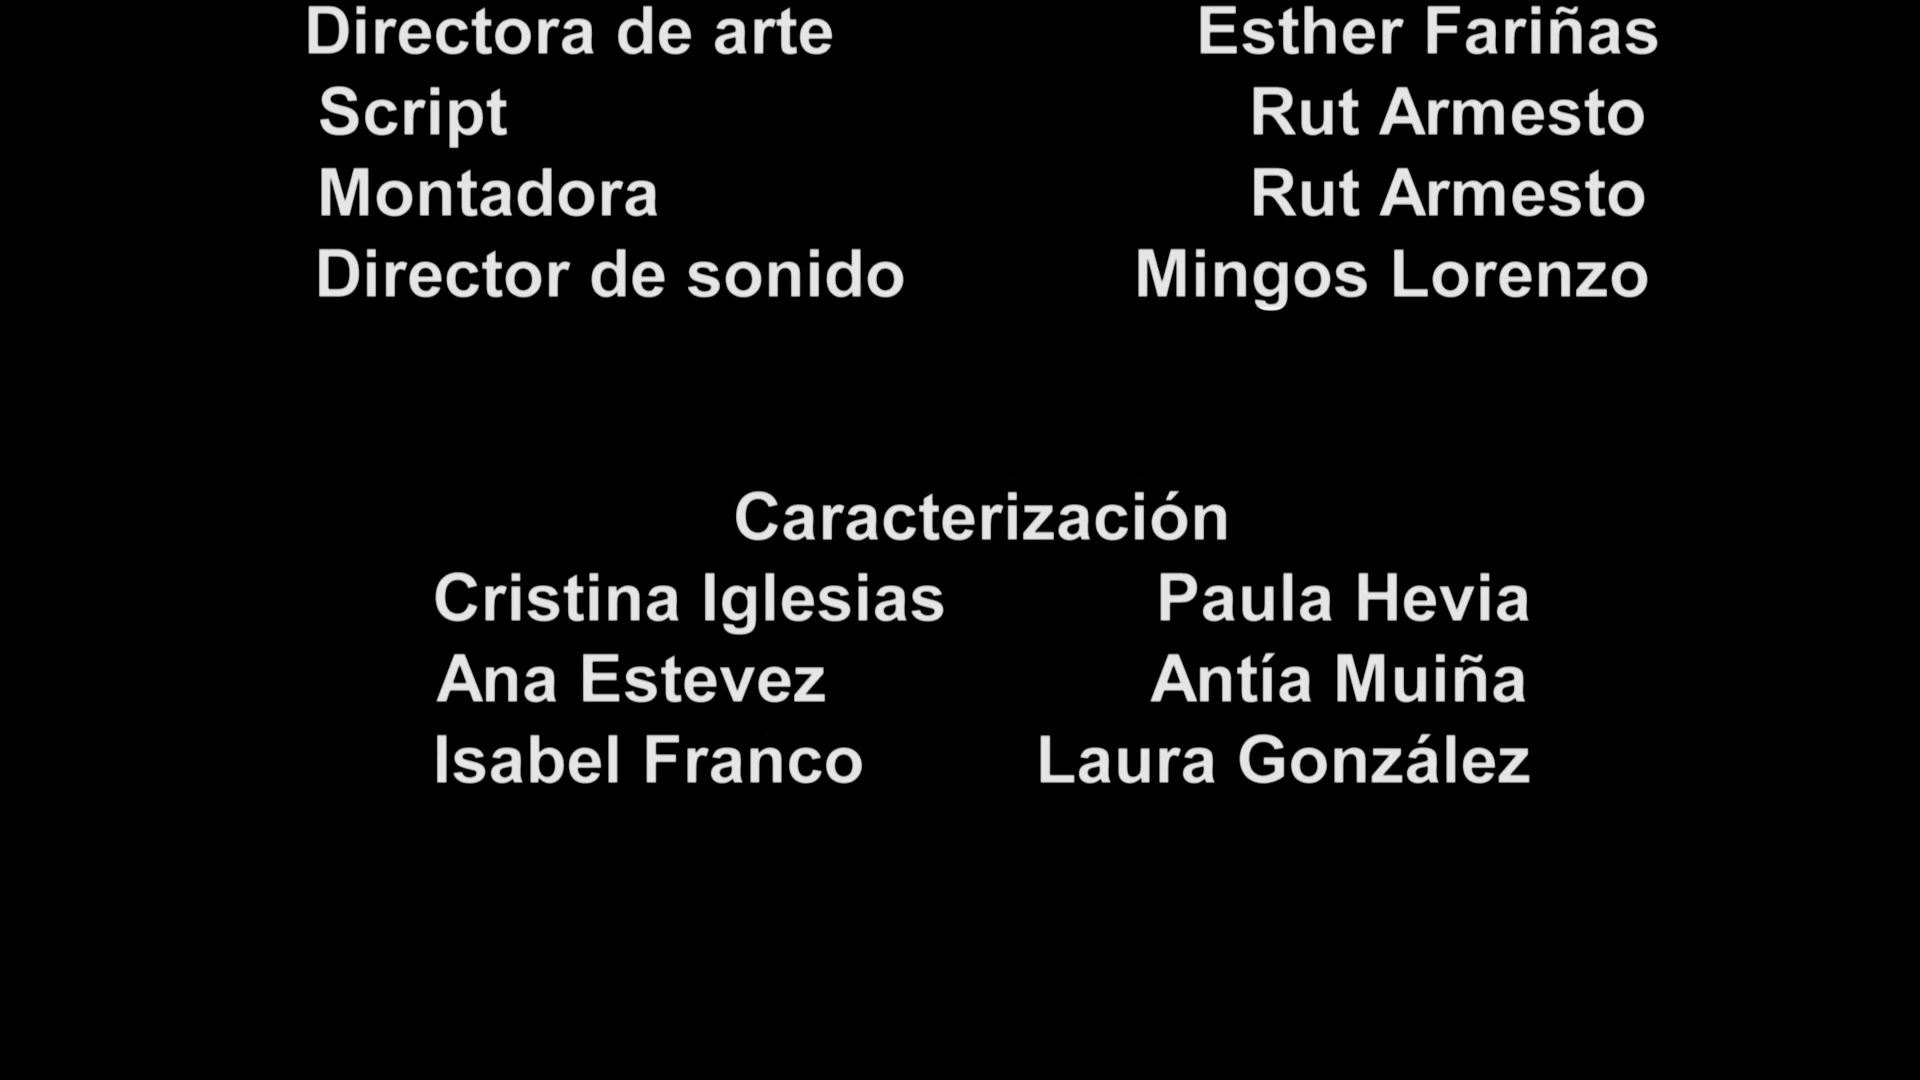 Directora de arte Esther Fariñas
Script Rut Armesto
Montadora Rut Armesto
Director de sonido Mingos Lorenzo
Caracterización
Cristina Iglesias Paula Hevia
Ana Estevez Antía Muiña
Isabel Franco Laura González